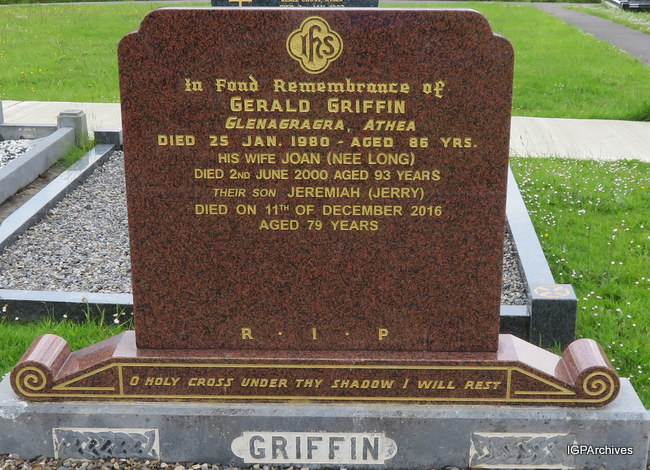 IHS
In Fond Remembrance of
GERALD GRIFFIN
GLENAGRAGRA, ATHEA
DIED 25 JAN. 1980 - AGED 86 YRS.
HIS WIFE JOAN (NEE LONG)
DIED 2ND JUNE 2000 AGED 93 YEARS
THEIR SON JEREMIAH (JERRY)
DIED ON 11TH OF DECEMBER 2016
AGED 79 YEARS
R · I · P
O HOLY CROSS UNDER THY SHADOW I WILL REST
GRIFFIN
IGPArchives